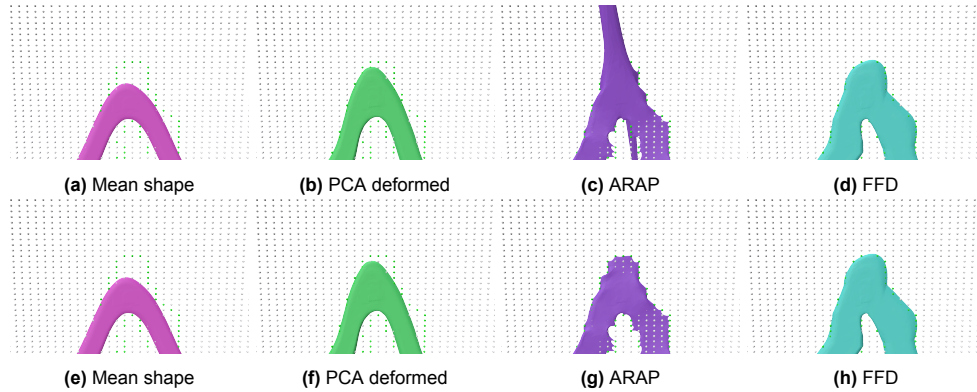 (a) Mean shape
(b) PCA deformed
(c) ARAP
(d) FFD
(e) Mean shape
(f) PCA deformed
(g) ARAP
(h) FFD